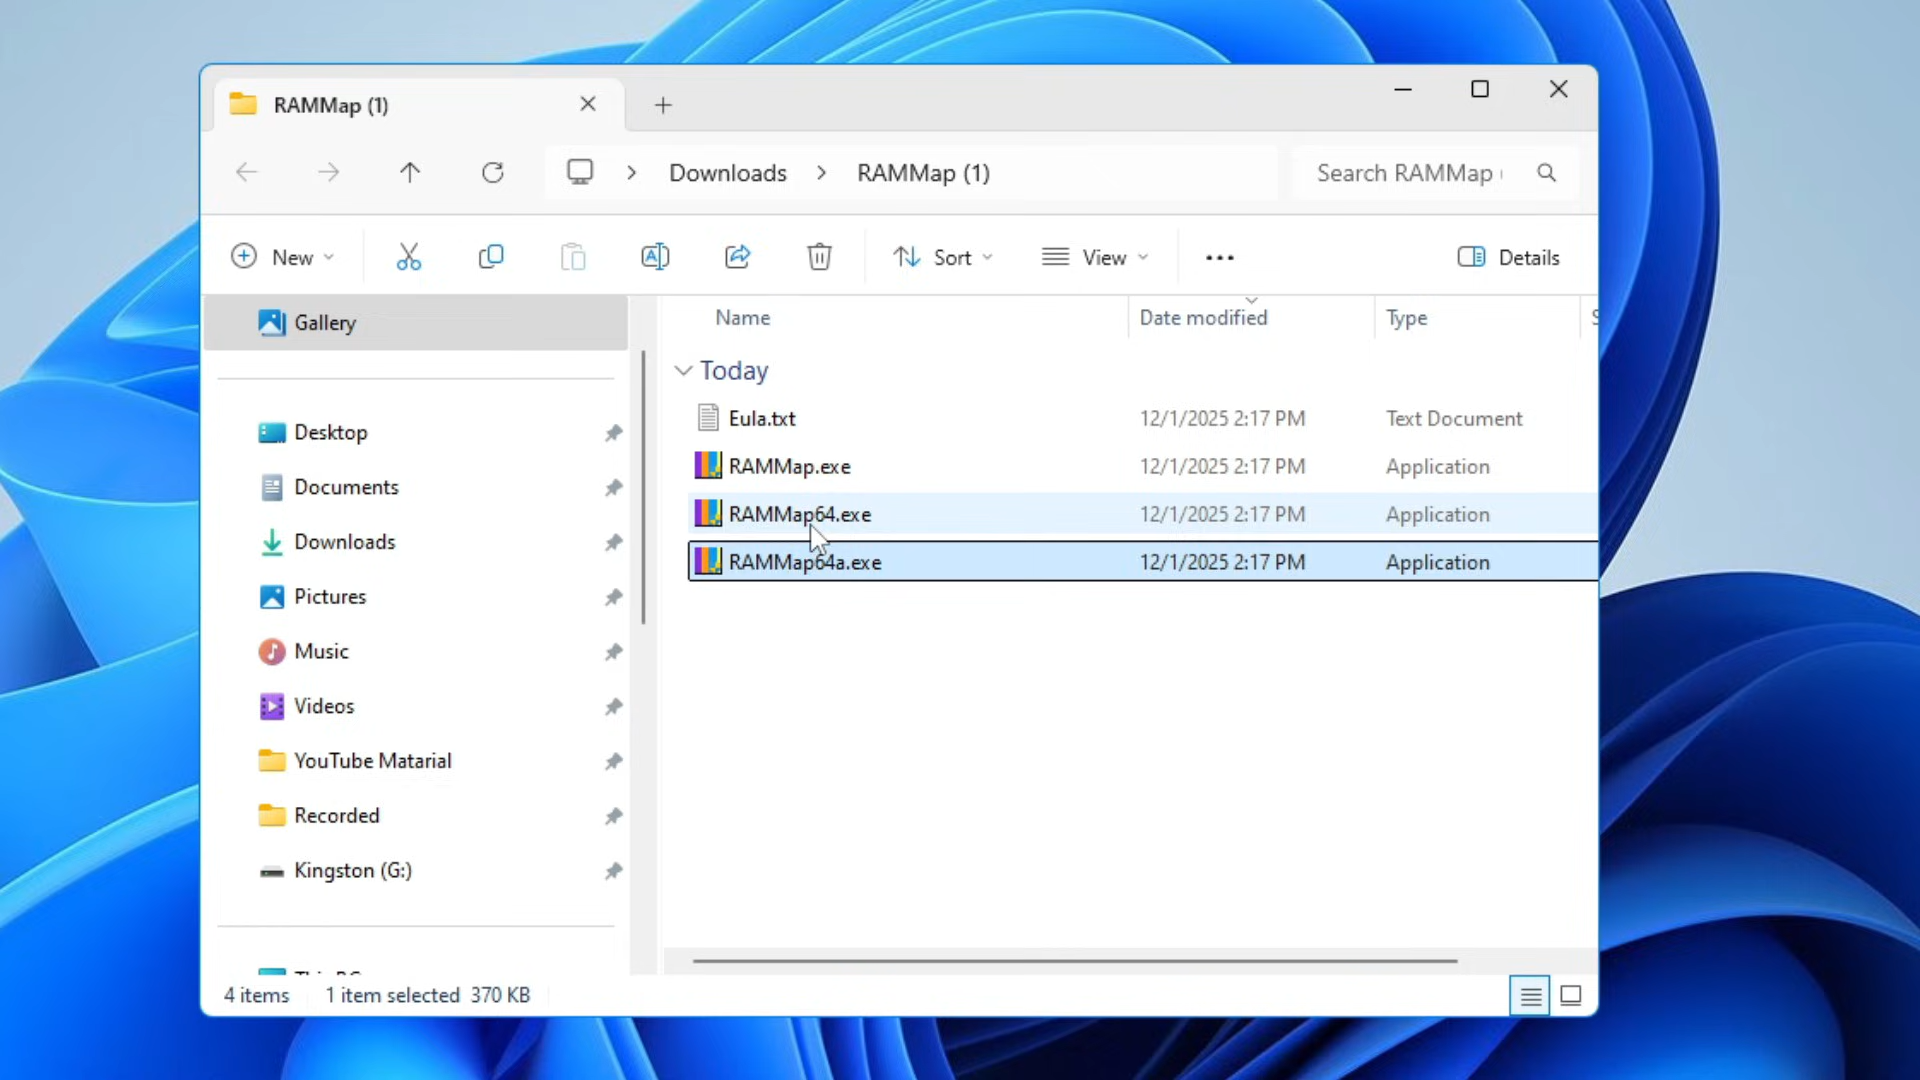 RAMMap (1)
Downloads
RAMMap (1)
Search RAMMap
New
Sort
View
Details
Gallery
Name
Date modified
Type
Today
Eula.txt 12/1/2025 2:17 PM Text Document
RAMMap.exe 12/1/2025 2:17 PM Application
RAMMap64.exe 12/1/2025 2:17 PM Application
RAMMap64a.exe 12/1/2025 2:17 PM Application
Desktop
Documents
Downloads
Pictures
Music
Videos
YouTube Matarial
Recorded
Kingston (G:)
4 items
1 item selected 370 KB